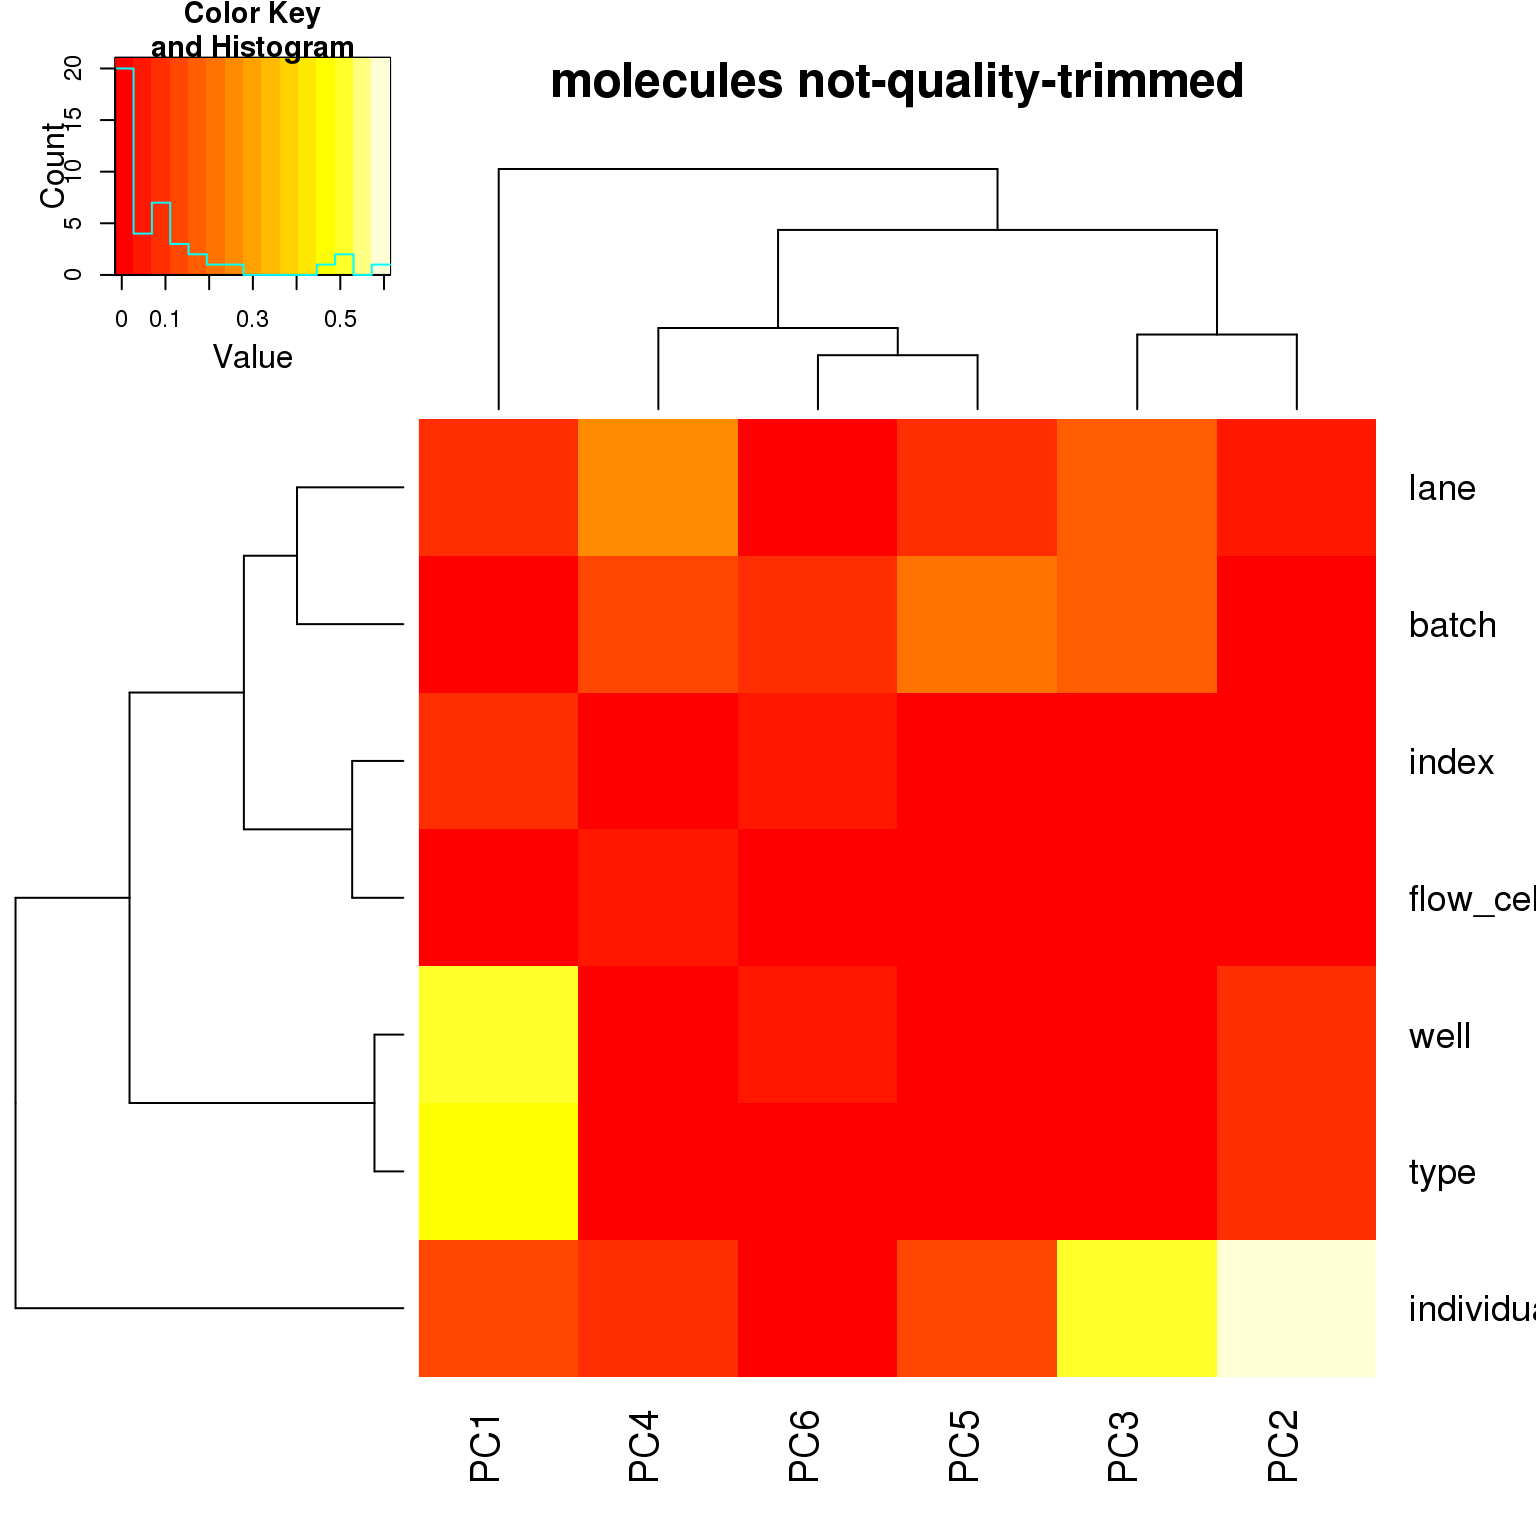 Color Key
and Histogram
molecules not-quality-trimmed
Count
20
15
10
5
0
0 0.1 0.3 0.5
Value
lane
batch
index
flow_cel
well
type
individua
PC1 PC4 PC6 PC5 PC3 PC2